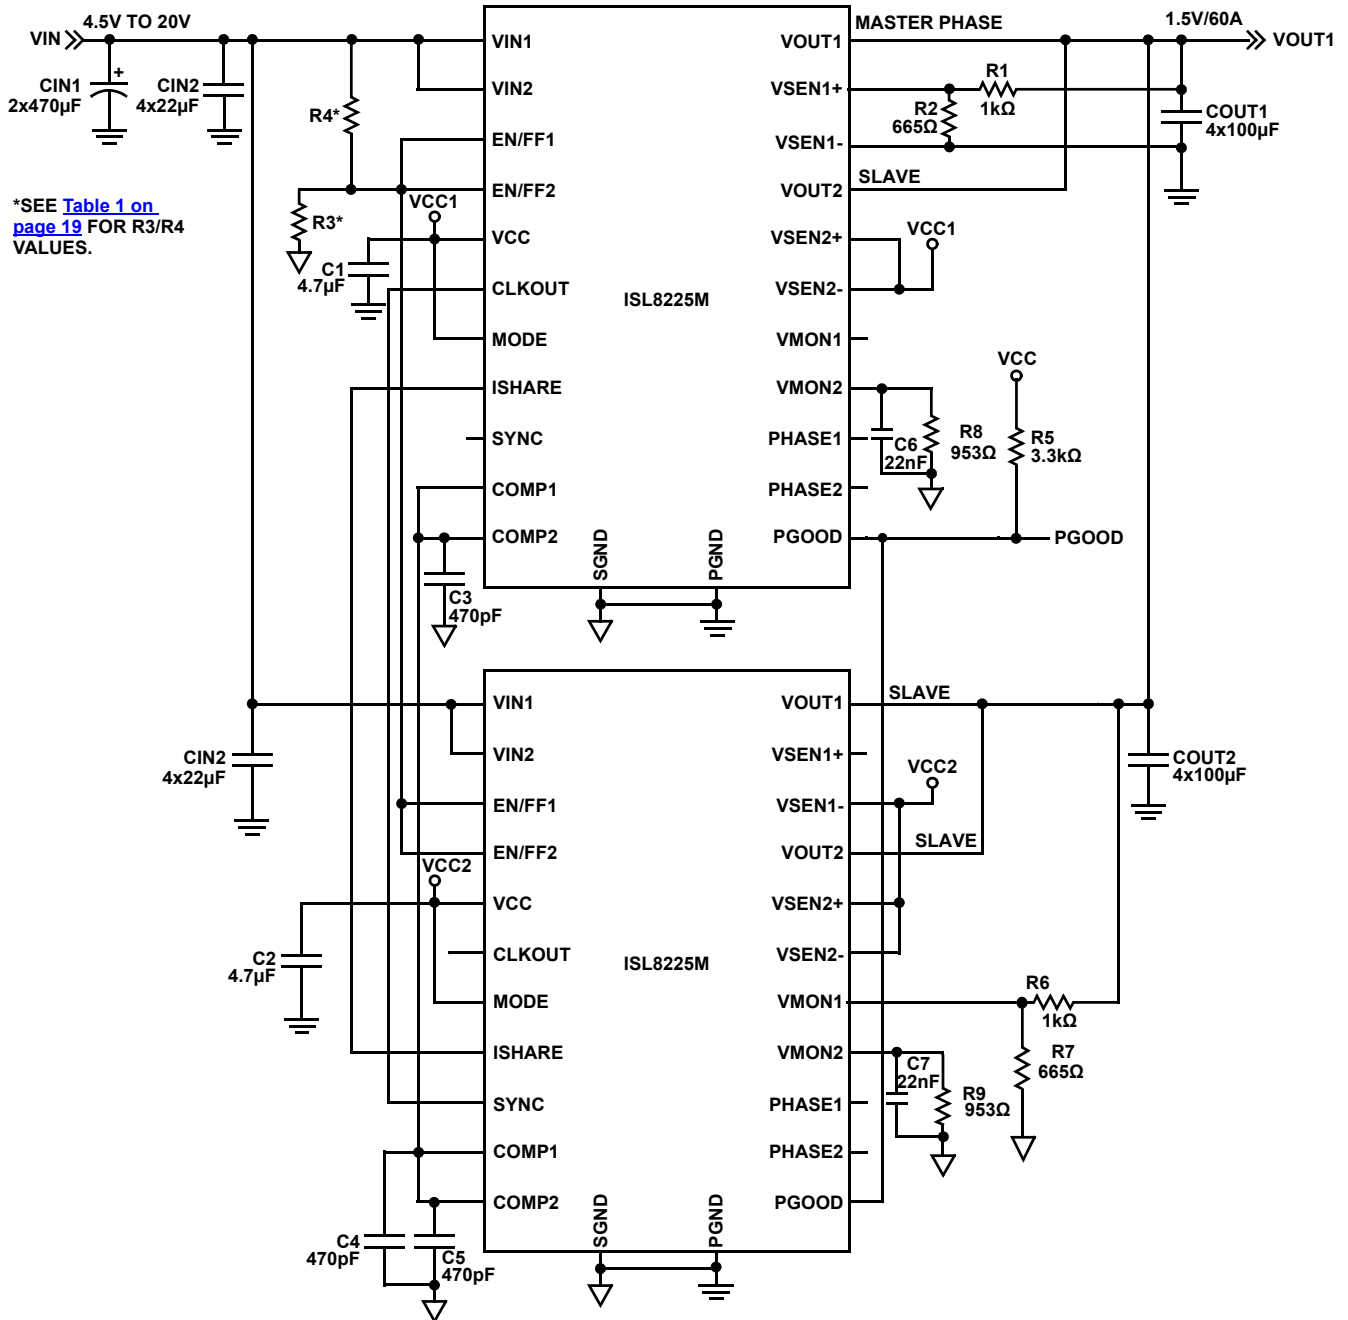 4.5V TO 20V
VIN
CIN1
2x470µF
+
CIN2
4x22µF
R4*
R3*
*SEE Table 1 on
page 19 FOR R3/R4
VALUES.
VCC1
C1
4.7µF
C3
470pF
VIN1
VIN2
EN/FF1
EN/FF2
VCC
CLKOUT
MODE
ISHARE
SYNC
COMP1
COMP2
ISL8225M
SGND
PGND
VOUT1
VSEN1+
VSEN1-
VOUT2
VSEN2+
VSEN2-
VMON1
VMON2
PHASE1
PHASE2
PGOOD
MASTER PHASE
1.5V/60A
VOUT1
R1
1kΩ
R2
665Ω
COUT1
4x100µF
SLAVE
VCC1
VCC
C6
22nF
R8
953Ω
R5
3.3kΩ
PGOOD
CIN2
4x22µF
VCC2
C2
4.7µF
C4
470pF
C5
470pF
VIN1
VIN2
EN/FF1
EN/FF2
VCC
CLKOUT
MODE
ISHARE
SYNC
COMP1
COMP2
ISL8225M
SGND
PGND
VOUT1
VSEN1+
VSEN1-
VOUT2
VSEN2+
VSEN2-
VMON1
VMON2
PHASE1
PHASE2
PGOOD
SLAVE
VCC2
SLAVE
COUT2
4x100µF
R6
1kΩ
R7
665Ω
C7
22nF
R9
953Ω